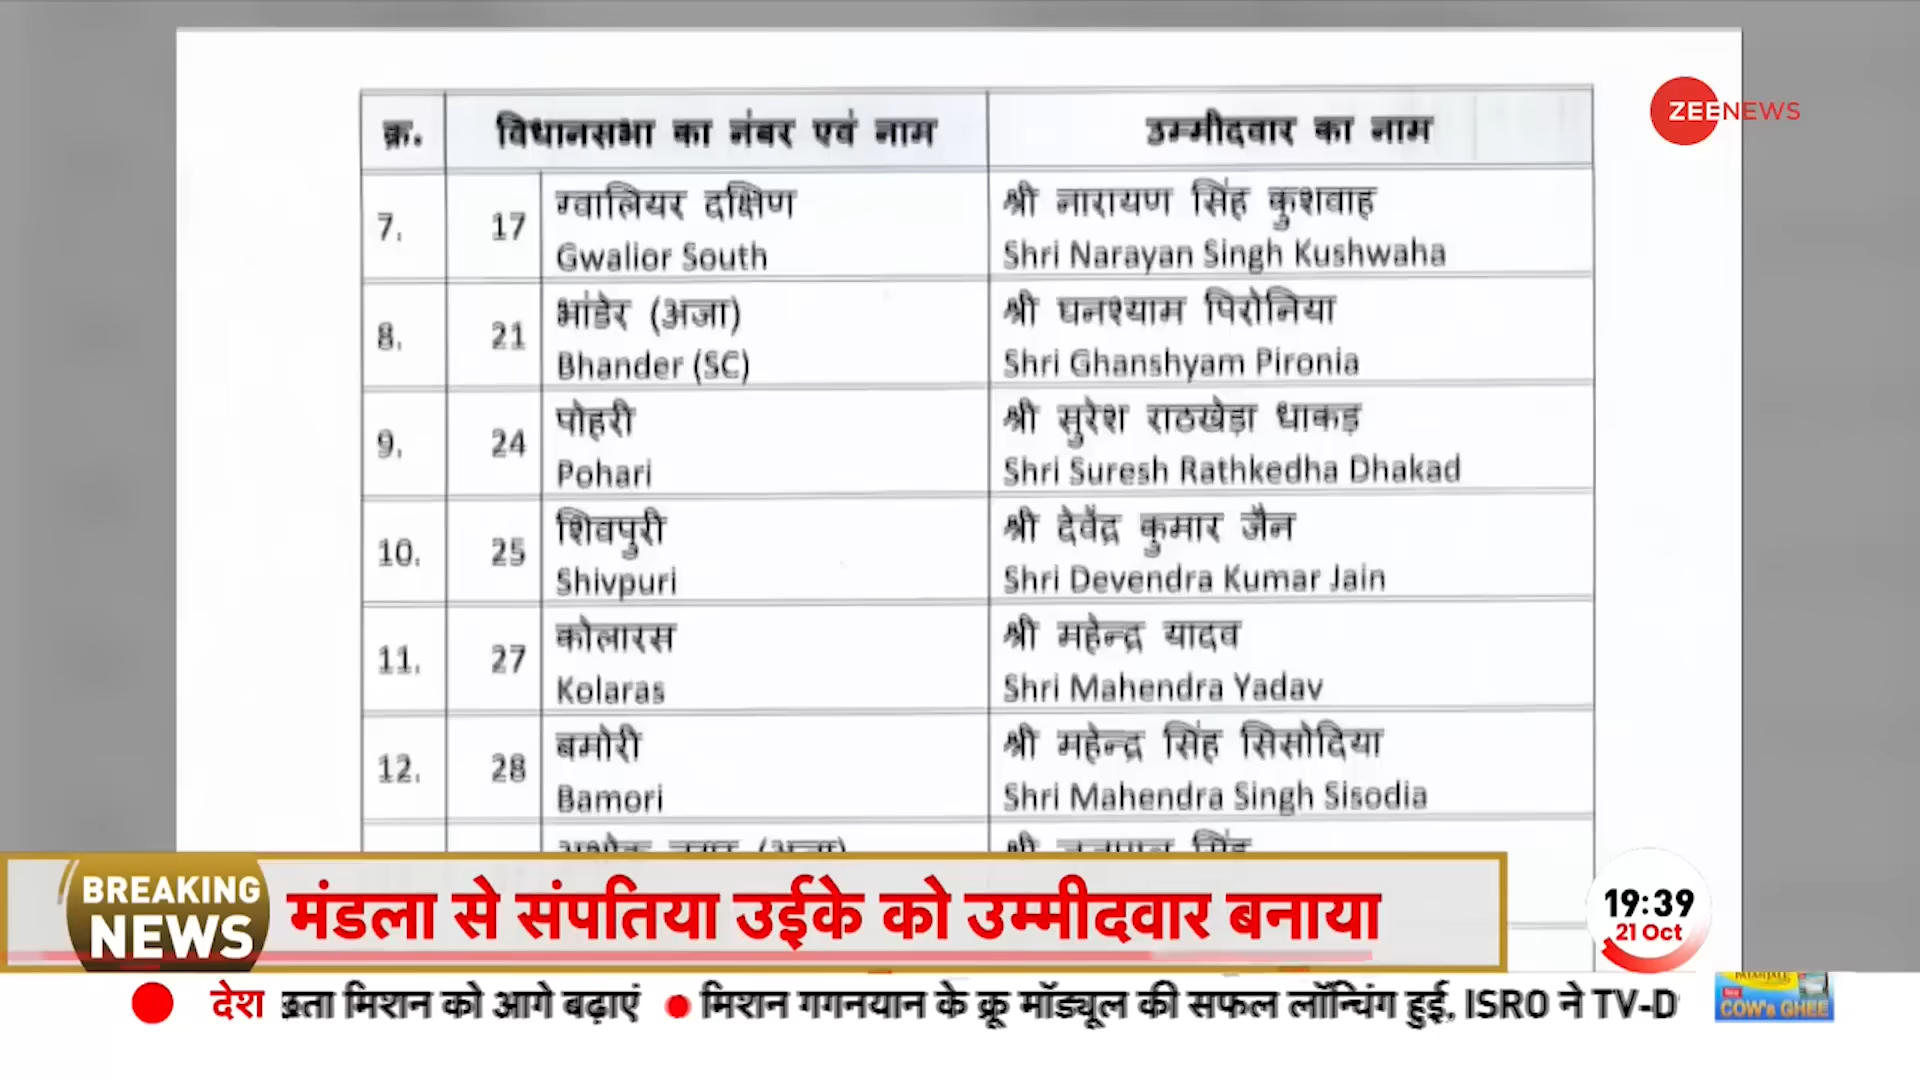 ZEENEWS
क्र. विधानसभा का नंबर एवं नाम उम्मीदवार का नाम
7. 17 ग्वालियर दक्षिण श्री नारायण सिंह कुशवाह
Gwalior South Shri Narayan Singh Kushwaha
8. 21 भांडेर (अजा) श्री घनश्याम पिरोनिया
Bhander (SC) Shri Ghanshyam Pironia
9. 24 पोहरी श्री सुरेश राठखेड़ा धाकड़
Pohari Shri Suresh Rathkedha Dhakad
10. 25 शिवपुरी श्री देवेंद्र कुमार जैन
Shivpuri Shri Devendra Kumar Jain
11. 27 कोलारस श्री महेन्द्र यादव
Kolaras Shri Mahendra Yadav
12. 28 बमोरी श्री महेन्द्र सिंह सिसोदिया
Bamori Shri Mahendra Singh Sisodia
BREAKING
NEWS
मंडला से संपतिया उईके को उम्मीदवार बनाया
19:39
21 Oct
देश मिशन को आगे बढ़ाएं मिशन गगनयान के क्रू मॉड्यूल की सफल लॉन्चिंग हुई, ISRO ने TV-D
COW's GHEE